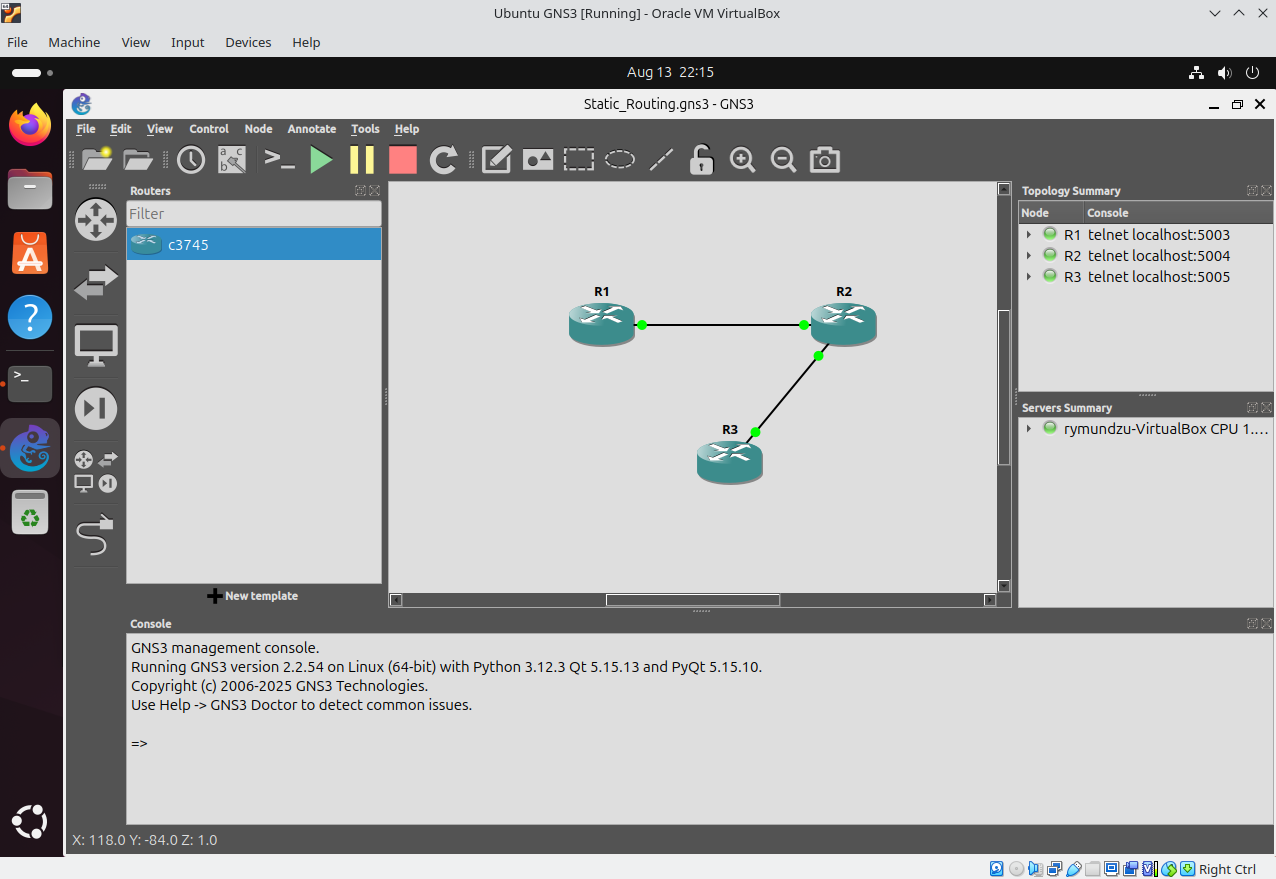 Ubuntu GNS3 [Running] - Oracle VM VirtualBox
File Machine View Input Devices Help
Aug 13 22:15
Static_Routing.gns3 - GNS3
File Edit View Control Node Annotate Tools Help
a c
b
Routers
Filter
c3745
New template
R1
R2
R3
Topology Summary
Node Console
R1 telnet localhost:5003
R2 telnet localhost:5004
R3 telnet localhost:5005
Servers Summary
rymundzu-VirtualBox CPU 1....
Console
GNS3 management console.
Running GNS3 version 2.2.54 on Linux (64-bit) with Python 3.12.3 Qt 5.15.13 and PyQt 5.15.10.
Copyright (c) 2006-2025 GNS3 Technologies.
Use Help -> GNS3 Doctor to detect common issues.
=>
X: 118.0 Y: -84.0 Z: 1.0
Right Ctrl